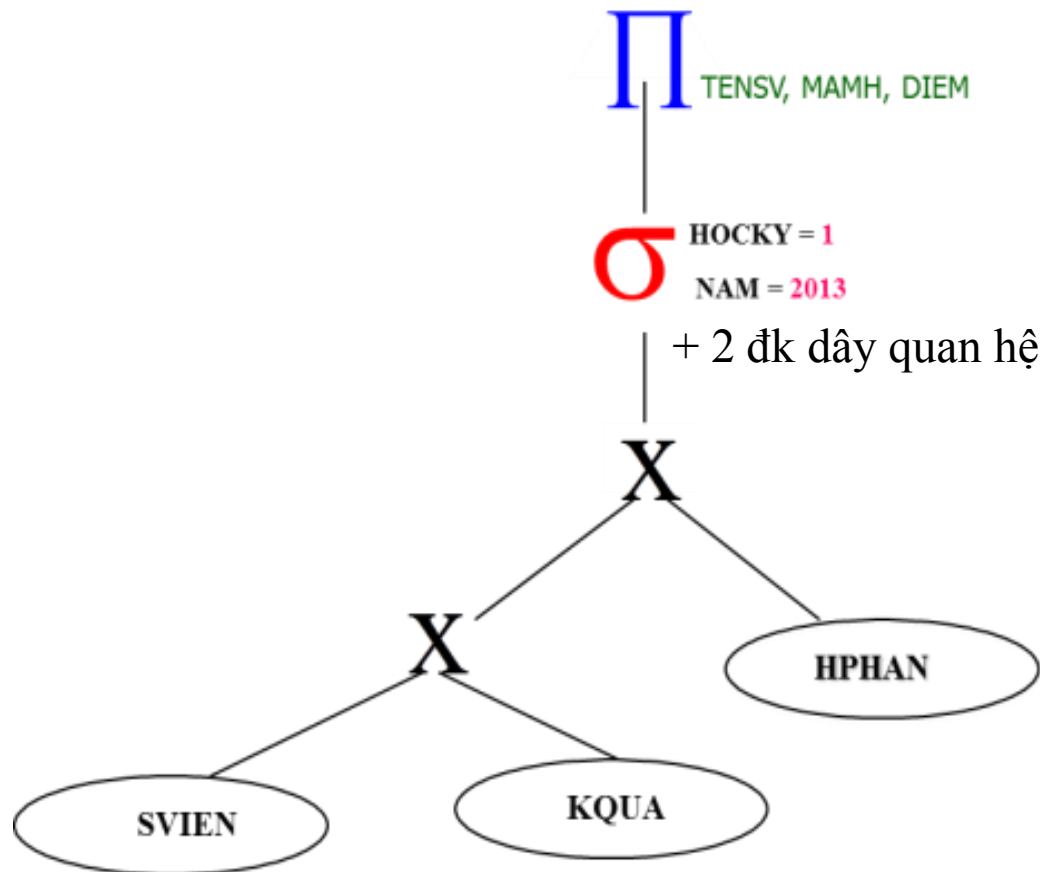 ∏ TENSV, MAMH, DIEM
σ HOCKY = 1
NAM = 2013
+ 2 đk dây quan hệ
X
X
HPHAN
KQUA
SVIEN